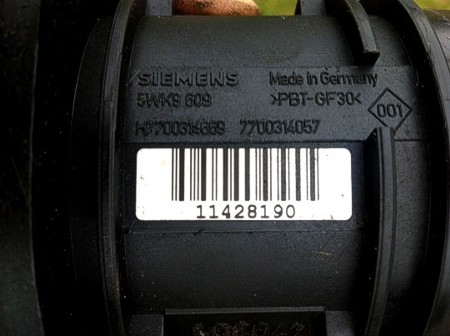 SIEMENS Made in Germany
5WK9 609 >PBT-GF30< 001
7700314057
11428190